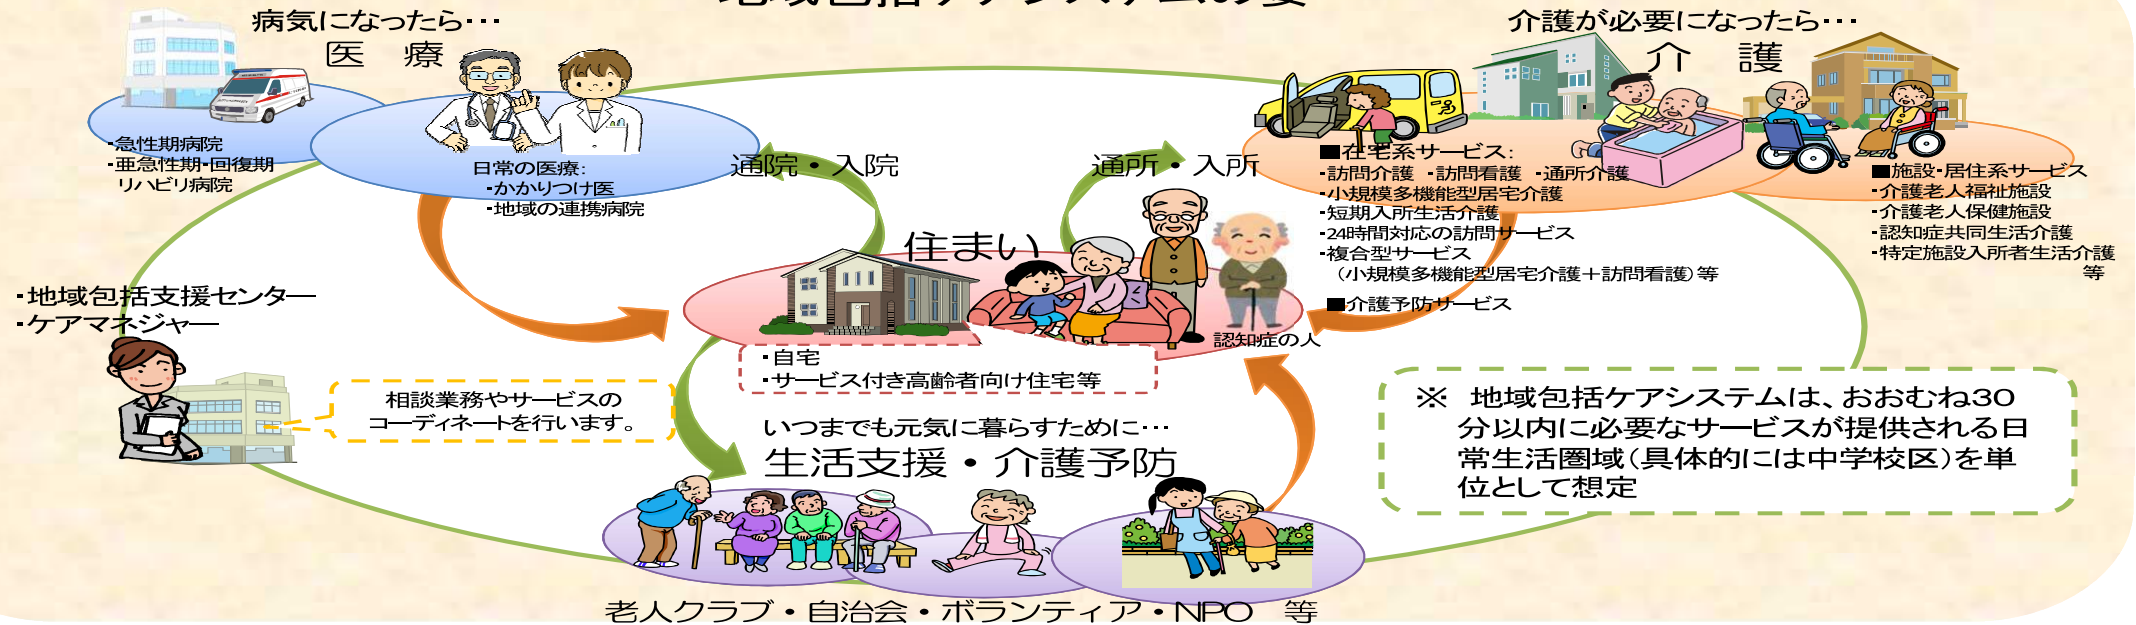 地域包括ケアシステムの姿
病気になったら･･･
医　療
･急性期病院
･亜急性期･回復期
リハビリ病院
日常の医療:
･かかりつけ医
･地域の連携病院
通院・入院
通所・入所
介護が必要になったら･･･
介　護
■在宅系サービス:
･訪問介護 ･訪問看護 ･通所介護
･小規模多機能型居宅介護
･短期入所生活介護
･24時間対応の訪問サービス
･複合型サービス
（小規模多機能型居宅介護＋訪問看護）等
■介護予防サービス
■施設･居住系サービス
･介護老人福祉施設
･介護老人保健施設
･認知症共同生活介護
･特定施設入所者生活介護
等
住まい
認知症の人
･自宅
･サービス付き高齢者向け住宅等
･地域包括支援センター
･ケアマネジャー
相談業務やサービスの
コーディネートを行います。
いつまでも元気に暮らすために･･･
生活支援・介護予防
老人クラブ・自治会・ボランティア・NPO　等
※　地域包括ケアシステムは、おおむね30
分以内に必要なサービスが提供される日
常生活圏域（具体的には中学校区）を単
位として想定